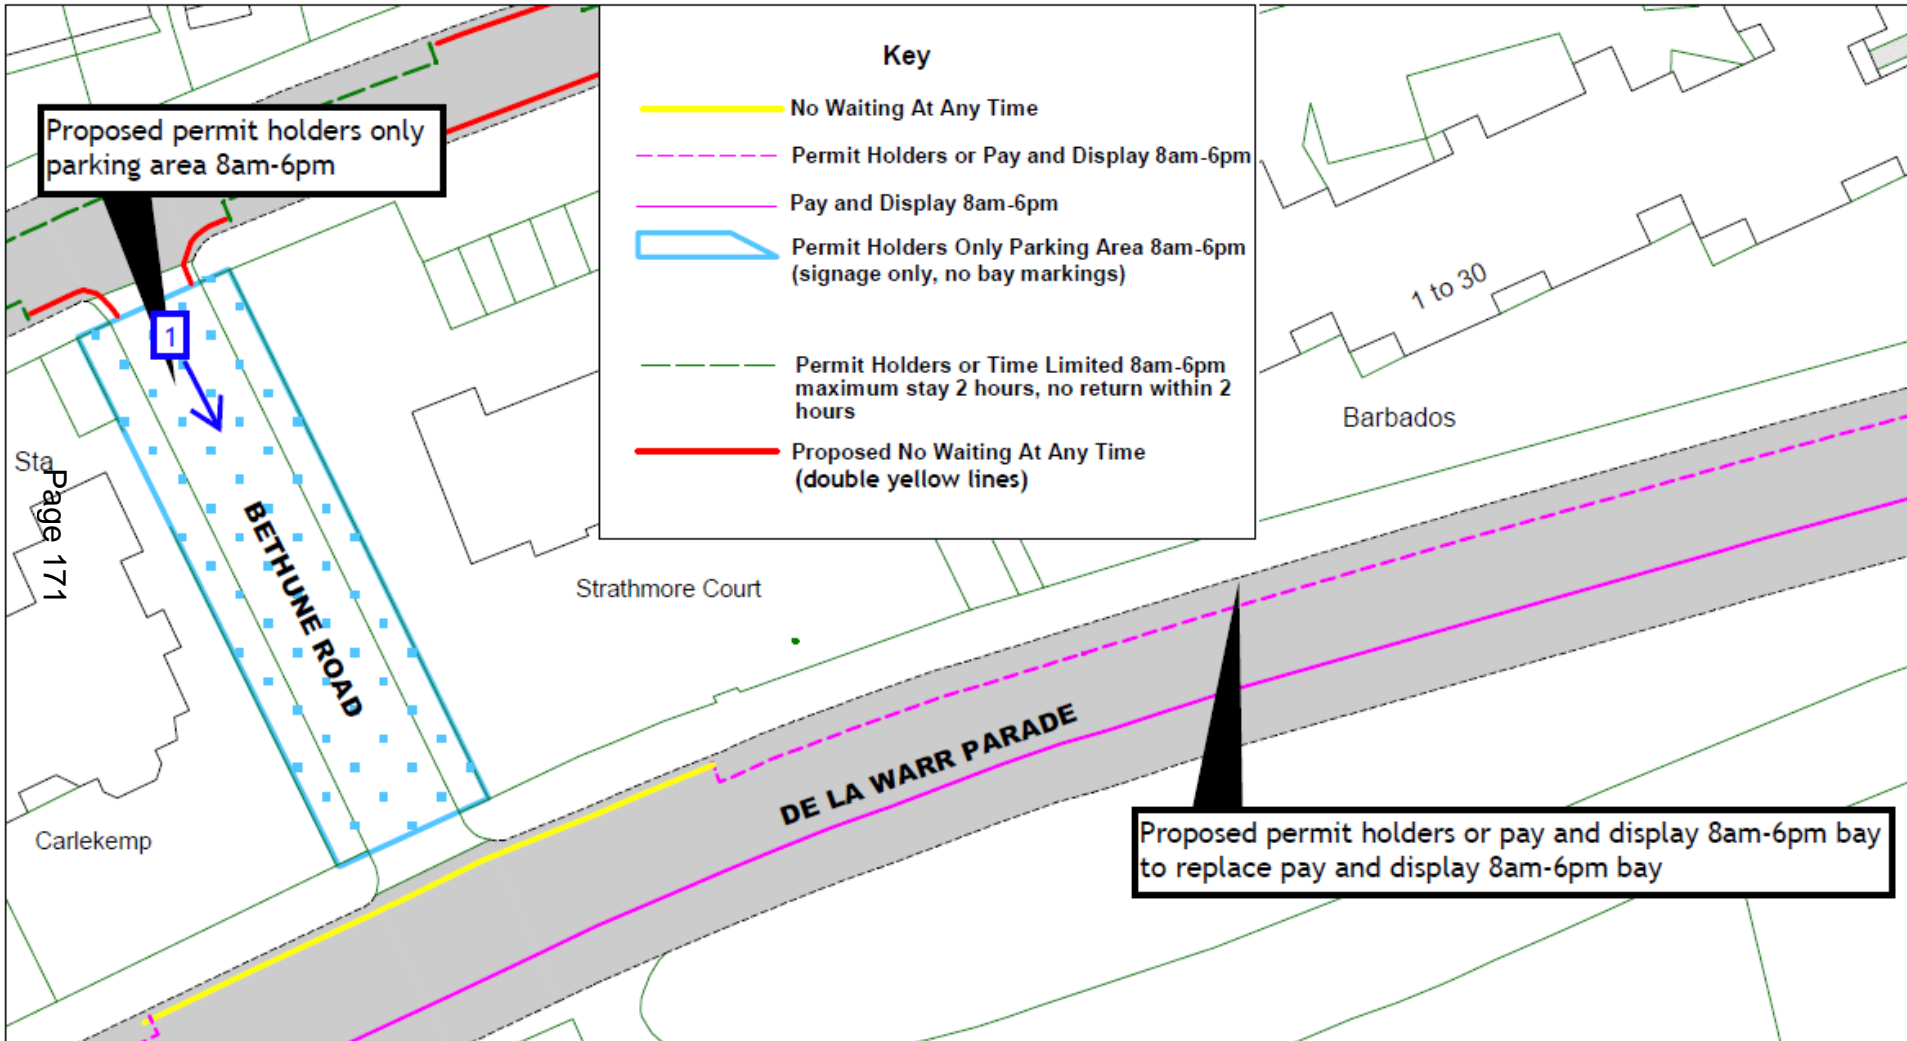 Key
No Waiting At Any Time
Permit Holders or Pay and Display 8am-6pm
Pay and Display 8am-6pm
Permit Holders Only Parking Area 8am-6pm
(signage only, no bay markings)
Permit Holders or Time Limited 8am-6pm
maximum stay 2 hours, no return within 2
hours
Proposed No Waiting At Any Time
(double yellow lines)
Proposed permit holders only
parking area 8am-6pm
1
1 to 30
Barbados
Sta
Page 171
BETHUNE ROAD
Strathmore Court
DE LA WARR PARADE
Carlekemp
Proposed permit holders or pay and display 8am-6pm bay
to replace pay and display 8am-6pm bay